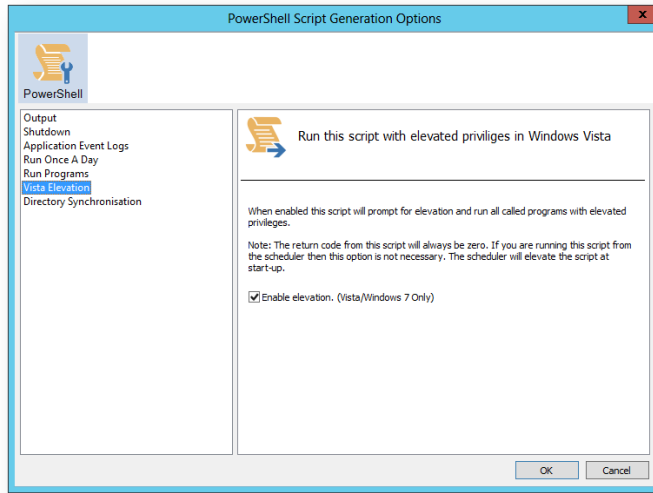 PowerShell Script Generation Options
x
PowerShell
Output
Shutdown
Application Event Logs
Run Once A Day
Run Programs
Vista Elevation
Directory Synchronisation
Run this script with elevated priviliges in Windows Vista
When enabled this script will prompt for elevation and run all called programs with elevated
privileges.
Note: The return code from this script will always be zero. If you are running this script from
the scheduler then this option is not necessary. The scheduler will elevate the script at
start-up.
Enable elevation. (Vista/Windows 7 Only)
OK
Cancel